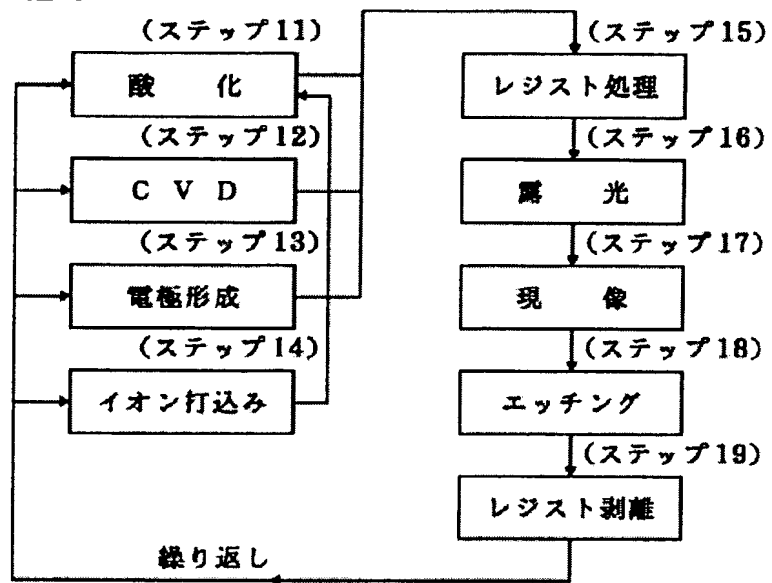 (ステップ11)
酸 化
(ステップ12)
C V D
(ステップ13)
電極形成
(ステップ14)
イオン打込み
(ステップ15)
レジスト処理
(ステップ16)
露 光
(ステップ17)
現 像
(ステップ18)
エッチング
(ステップ19)
レジスト剥離
繰り返し